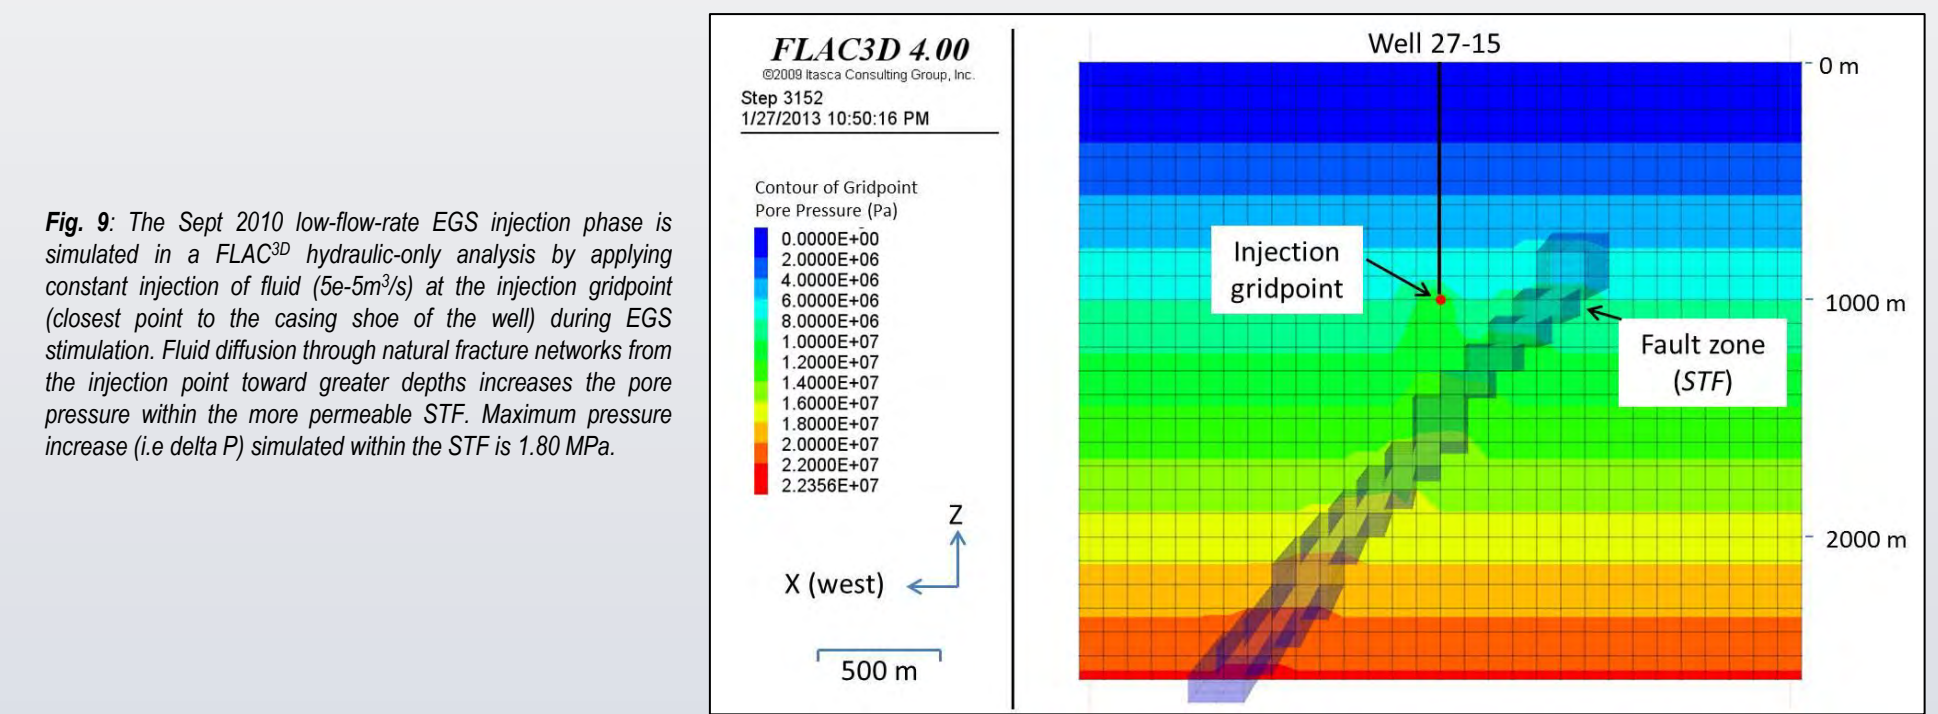 Fig. 9: The Sept 2010 low-flow-rate EGS injection phase is
simulated in a FLAC3D hydraulic-only analysis by applying
constant injection of fluid (5e-5m3/s) at the injection gridpoint
(closest point to the casing shoe of the well) during EGS
stimulation. Fluid diffusion through natural fracture networks from
the injection point toward greater depths increases the pore
pressure within the more permeable STF. Maximum pressure
increase (i.e delta P) simulated within the STF is 1.80 MPa.
FLAC3D 4.00
©2009 Itasca Consulting Group, Inc.
Step 3152
1/27/2013 10:50:16 PM
Contour of Gridpoint
Pore Pressure (Pa)
0.0000E+00
2.0000E+06
4.0000E+06
6.0000E+06
8.0000E+06
1.0000E+07
1.2000E+07
1.4000E+07
1.6000E+07
1.8000E+07
2.0000E+07
2.2000E+07
2.2356E+07
Z
X (west)
500 m
Well 27-15
0 m
Injection
gridpoint
1000 m
Fault zone
(STF)
2000 m